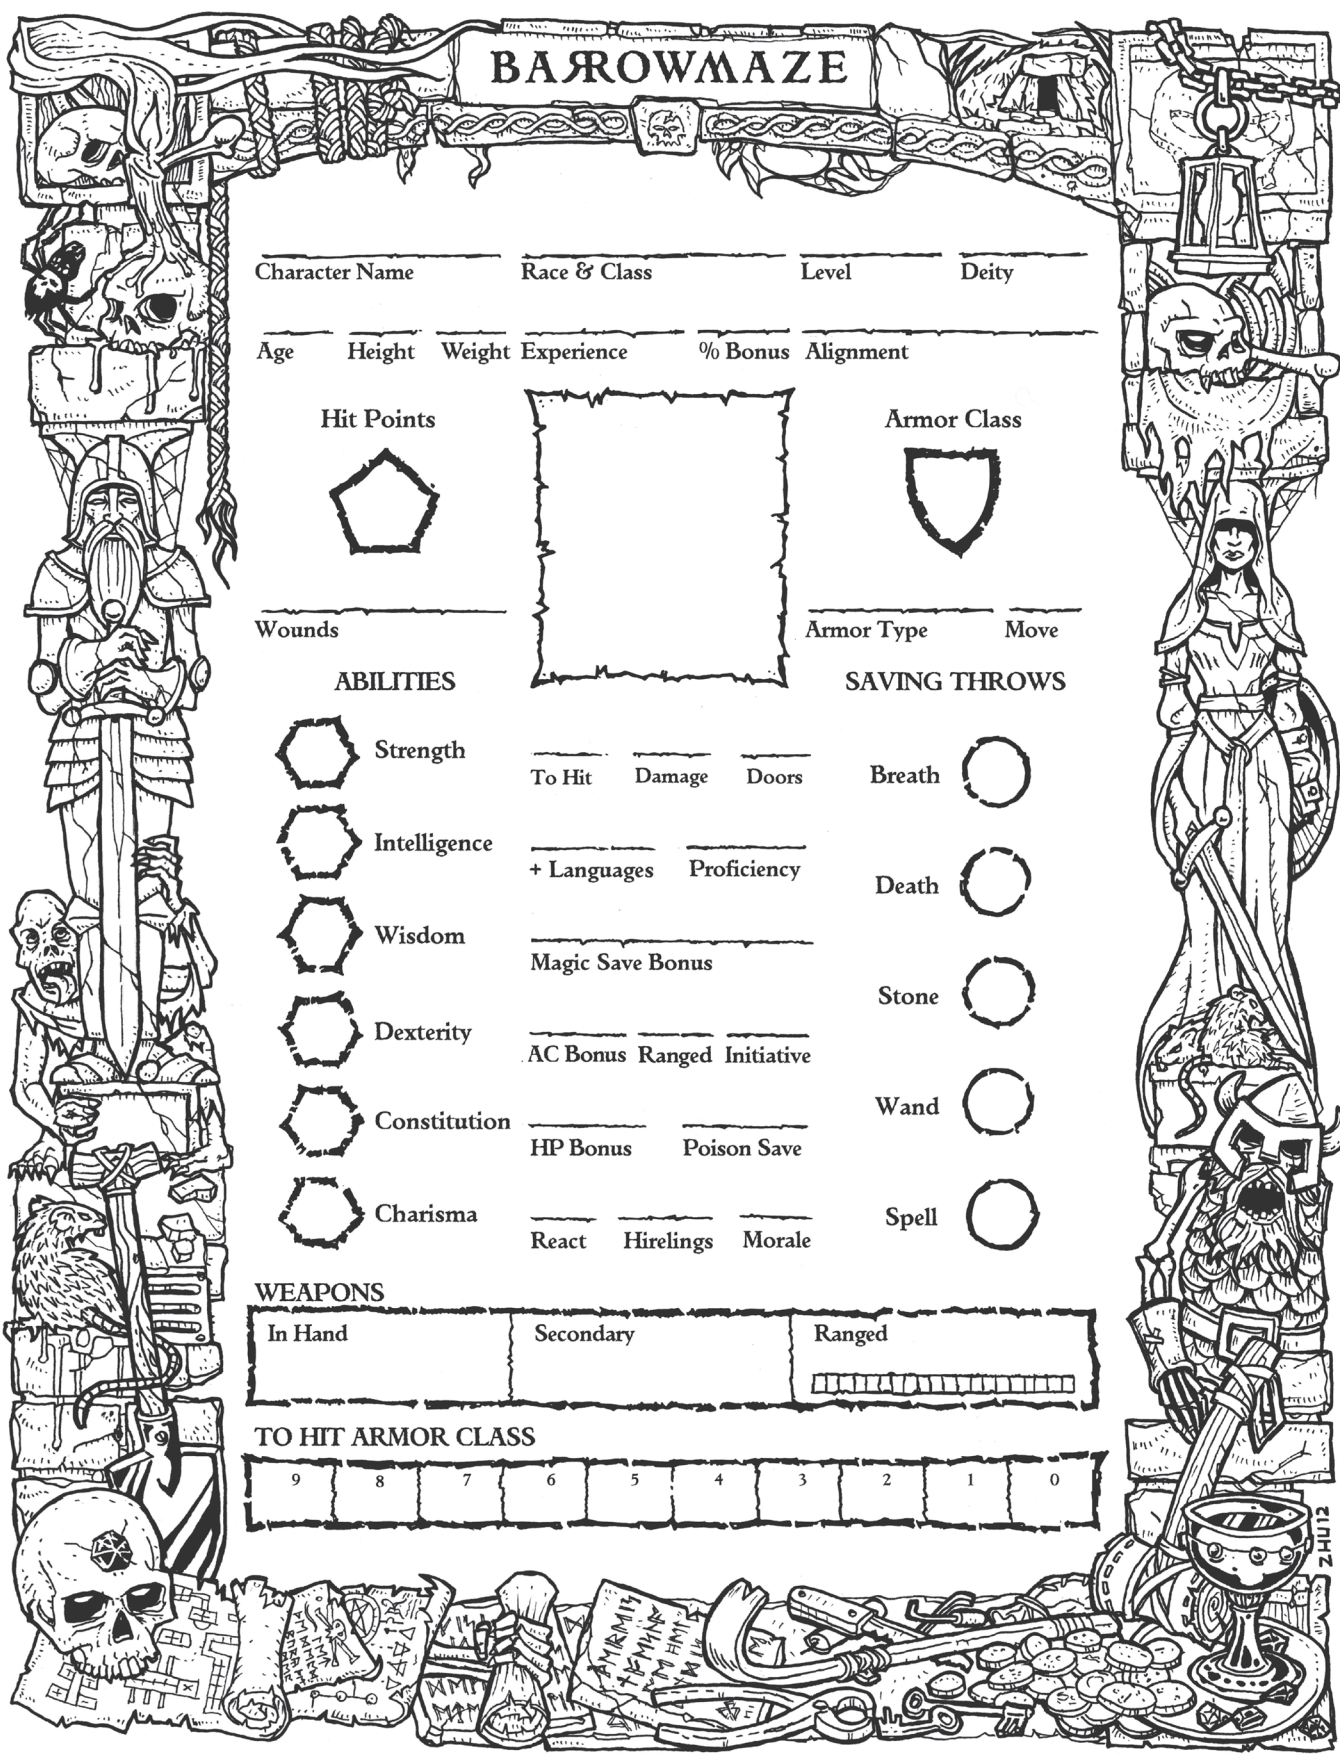 BARROWMAZE
Character Name Race & Class Level Deity
Age Height Weight Experience % Bonus Alignment
Hit Points Armor Class
Wounds Armor Type Move
ABILITIES SAVING THROWS
Strength
To Hit Damage Doors
Breath
Intelligence
+ Languages Proficiency
Death
Wisdom
Magic Save Bonus
Stone
Dexterity
AC Bonus Ranged Initiative
Constitution
HP Bonus Poison Save
Wand
Charisma
React Hirelings Morale
Spell
WEAPONS
In Hand Secondary Ranged
TO HIT ARMOR CLASS
9 8 7 6 5 4 3 2 1 0
ZHU12